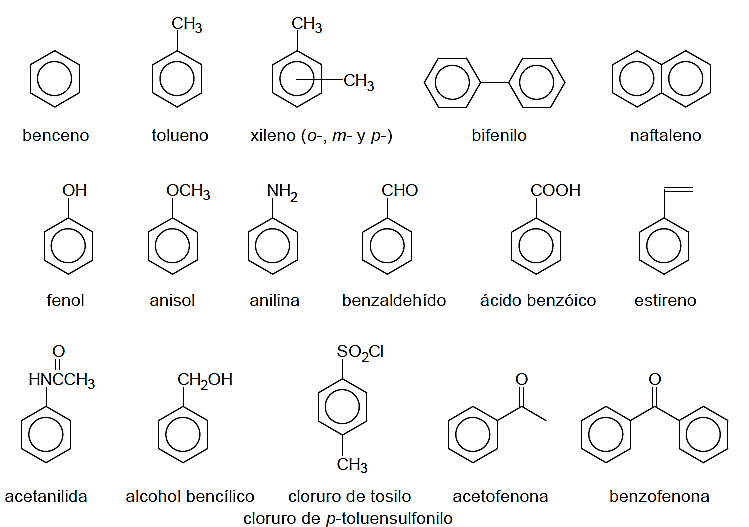 CH3 CH3
CH3
benceno tolueno xileno (o-, m- y p-) bifenilo naftaleno
OH OCH3 NH2 CHO COOH
fenol anisol anilina benzaldehído ácido benzóico estireno
O SO2Cl
HNCCH3 CH2OH O O
CH3
acetanilida alcohol bencílico cloruro de tosilo acetofenona benzofenona
cloruro de p-toluensulfonilo